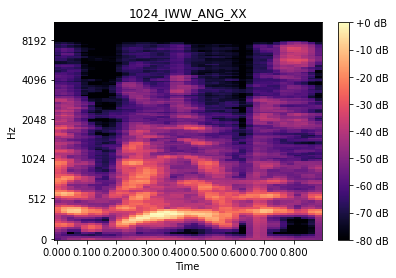 1024_IWW_ANG_XX
+0 dB
8192
-10 dB
-20 dB
4096
-30 dB
2048
Hz
-40 dB
1024
-50 dB
512
-60 dB
-70 dB
0
-80 dB
0.000 0.100 0.200 0.300 0.400 0.500 0.600 0.700 0.800
Time